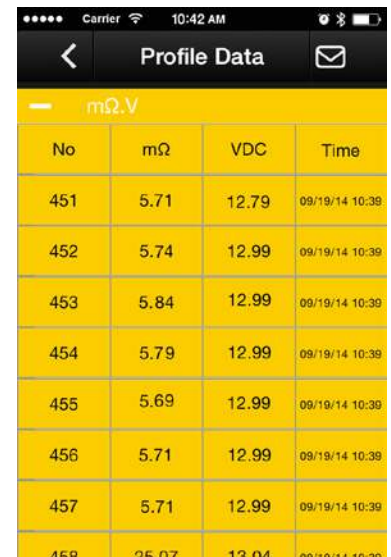 Carrier 10:42 AM
Profile Data
mΩ.V
No mΩ VDC Time
451 5.71 12.79 09/19/14 10:39
452 5.74 12.99 09/19/14 10:39
453 5.84 12.99 09/19/14 10:39
454 5.79 12.99 09/19/14 10:39
455 5.69 12.99 09/19/14 10:39
456 5.71 12.99 09/19/14 10:39
457 5.71 12.99 09/19/14 10:39
458 25.07 13.04